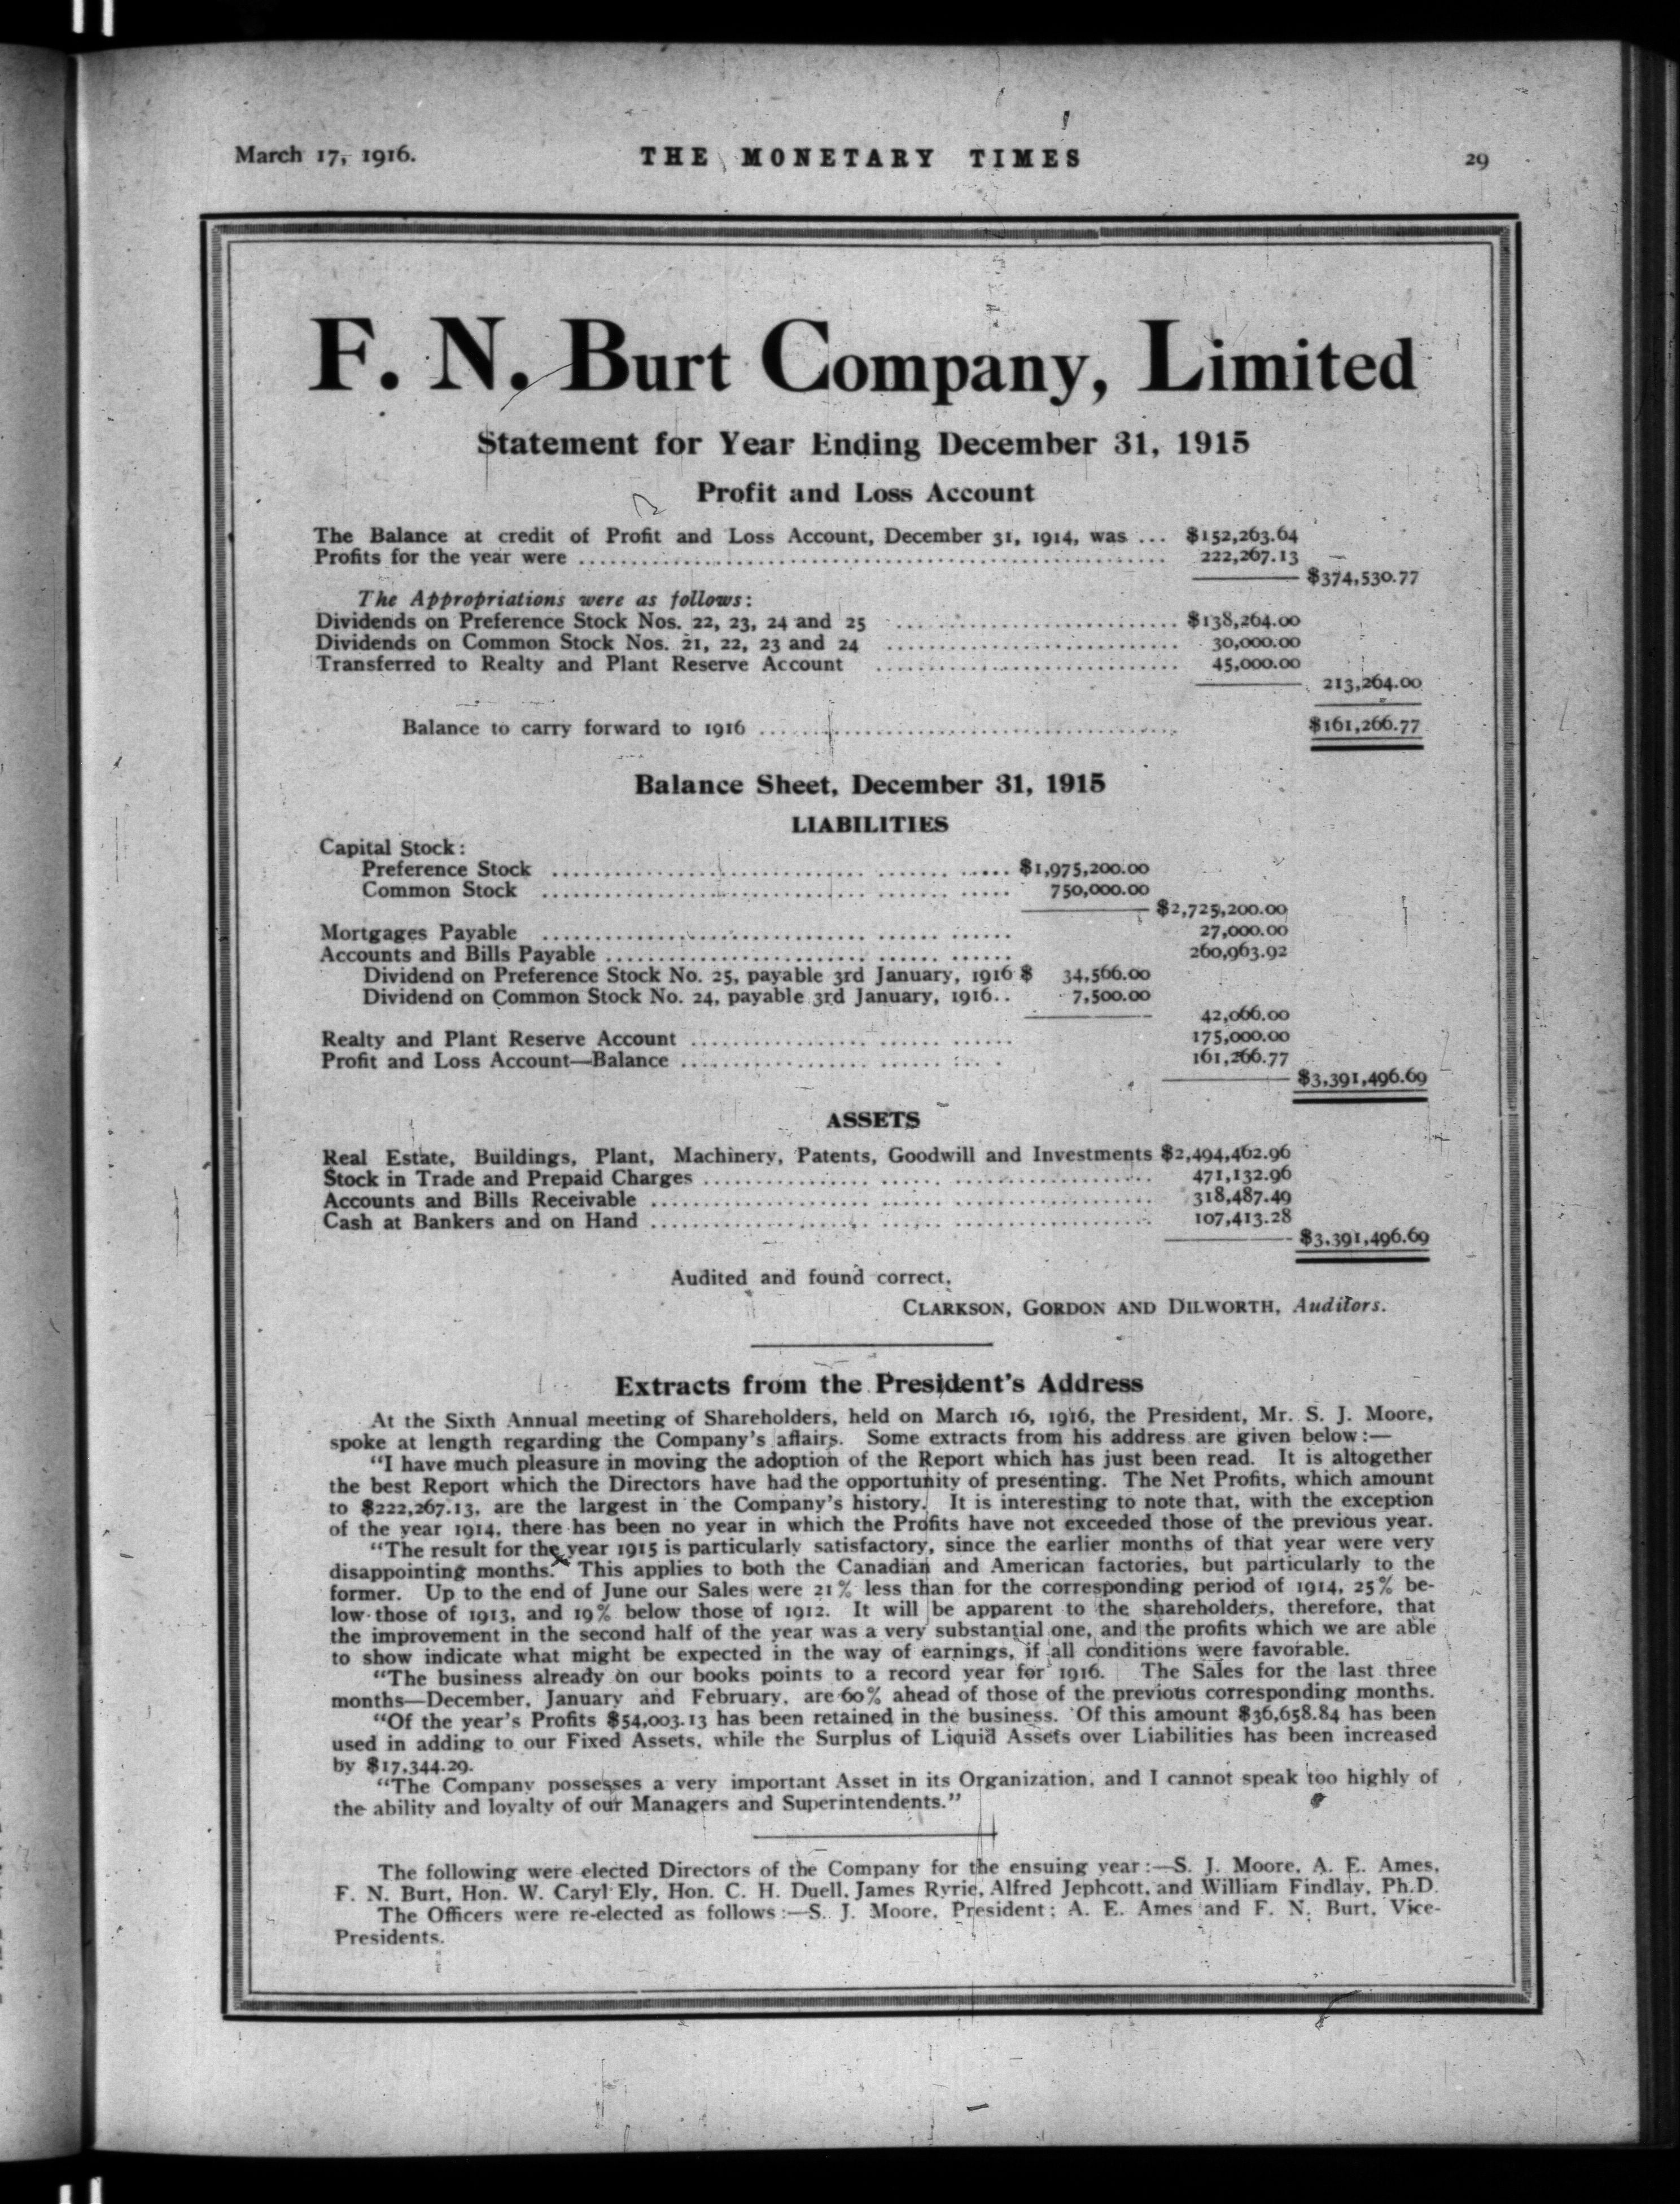 March 17, 1916.
THE MONETARY TIMES
29
F. N. Burt Company, Limited
Statement for Year Ending December 31, 1915
Profit and Loss Account
The Balance at credit of Profit and Loss Account, December 31, 1914, was ... $152,263.64
Profits for the year were ........ 222,267.13
$374,530.77
The Appropriations were as follows:
Dividends on Preference Stock Nos. 22, 23, 24 and 25 ........ $138,264.00
Dividends on Common Stock Nos. 21, 22, 23 and 24 ........ 30,000.00
Transferred to Realty and Plant Reserve Account ........ 45,000.00
213,264.00
Balance to carry forward to 1916 ........ $161,266.77
Balance Sheet, December 31, 1915
LIABILITIES
Capital Stock:
Preference Stock ........ $1,975,200.00
Common Stock ........ 750,000.00
$2,725,200.00
Mortgages Payable ........ 27,000.00
Accounts and Bills Payable ........ 260,963.92
Dividend on Preference Stock No. 25, payable 3rd January, 1916 $ 34,566.00
Dividend on Common Stock No. 24, payable 3rd January, 1916.. 7,500.00
42,066.00
Realty and Plant Reserve Account ........ 175,000.00
Profit and Loss Account—Balance ........ 161,266.77
$3,391,496.69
ASSETS
Real Estate, Buildings, Plant, Machinery, Patents, Goodwill and Investments $2,494,462.96
Stock in Trade and Prepaid Charges ........ 471,132.96
Accounts and Bills Receivable ........ 318,487.49
Cash at Bankers and on Hand ........ 107,413.28
$3,391,496.69
Audited and found correct,
CLARKSON, GORDON AND DILWORTH, Auditors.
Extracts from the President's Address
At the Sixth Annual meeting of Shareholders, held on March 16, 1916, the President, Mr. S. J. Moore,
spoke at length regarding the Company's affairs. Some extracts from his address are given below:—
"I have much pleasure in moving the adoption of the Report which has just been read. It is altogether
the best Report which the Directors have had the opportunity of presenting. The Net Profits, which amount
to $222,267.13, are the largest in the Company's history. It is interesting to note that, with the exception
of the year 1914, there has been no year in which the Profits have not exceeded those of the previous year.
"The result for the year 1915 is particularly satisfactory, since the earlier months of that year were very
disappointing months. This applies to both the Canadian and American factories, but particularly to the
former. Up to the end of June our Sales were 21% less than for the corresponding period of 1914, 25% be-
low those of 1913, and 19% below those of 1912. It will be apparent to the shareholders, therefore, that
the improvement in the second half of the year was a very substantial one, and the profits which we are able
to show indicate what might be expected in the way of earnings, if all conditions were favorable.
"The business already on our books points to a record year for 1916. The Sales for the last three
months—December, January and February, are 60% ahead of those of the previous corresponding months.
"Of the year's Profits $54,003.13 has been retained in the business. Of this amount $36,658.84 has been
used in adding to our Fixed Assets, while the Surplus of Liquid Assets over Liabilities has been increased
by $17,344.29.
"The Company possesses a very important Asset in its Organization, and I cannot speak too highly of
the ability and loyalty of our Managers and Superintendents."
The following were elected Directors of the Company for the ensuing year:—S. J. Moore, A. E. Ames,
F. N. Burt, Hon. W. Caryl Ely, Hon. C. H. Duell, James Ryrie, Alfred Jephcott, and William Findlay, Ph.D.
The Officers were re-elected as follows:—S. J. Moore, President; A. E. Ames and F. N. Burt, Vice-
Presidents.